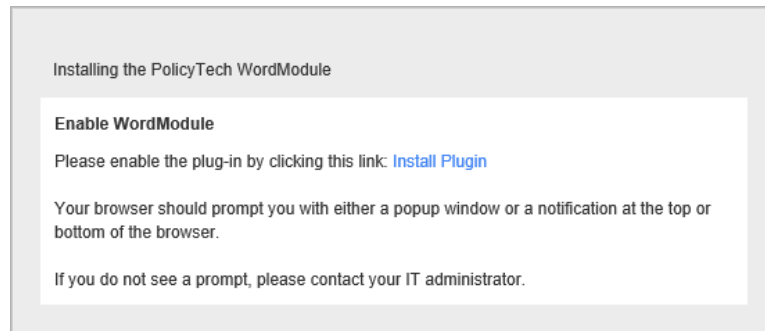 Installing the PolicyTech WordModule
Enable WordModule
Please enable the plug-in by clicking this link: Install Plugin
Your browser should prompt you with either a popup window or a notification at the top or
bottom of the browser.
If you do not see a prompt, please contact your IT administrator.